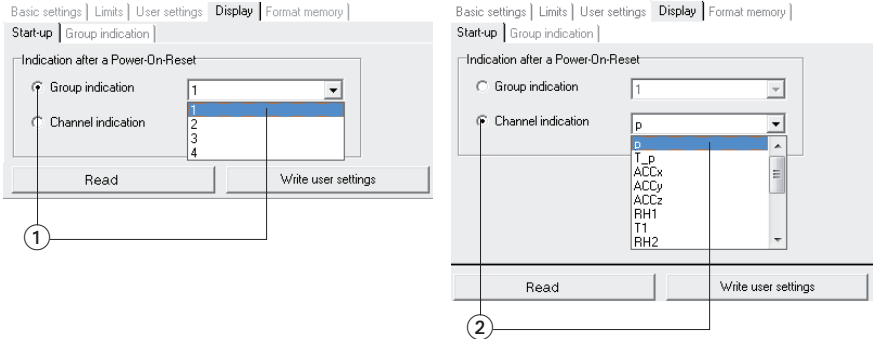 Basic settings Limits User settings Display Format memory
Start-up Group indication
Indication after a Power-On-Reset
Group indication 1
1
Channel indication 2
3
4
Read Write user settings
1
Basic settings Limits User settings Display Format memory
Start-up Group indication
Indication after a Power-On-Reset
Group indication 1
Channel indication p
p
T_p
ACCx
ACCy
ACCz
RH1
T1
RH2
Read Write user settings
2